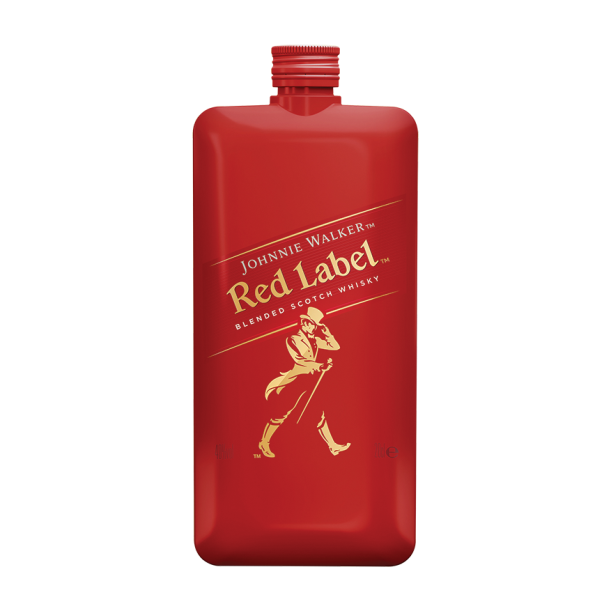 JOHNNIE WALKER™
Red Label™
BLENDED SCOTCH WHISKY
TM